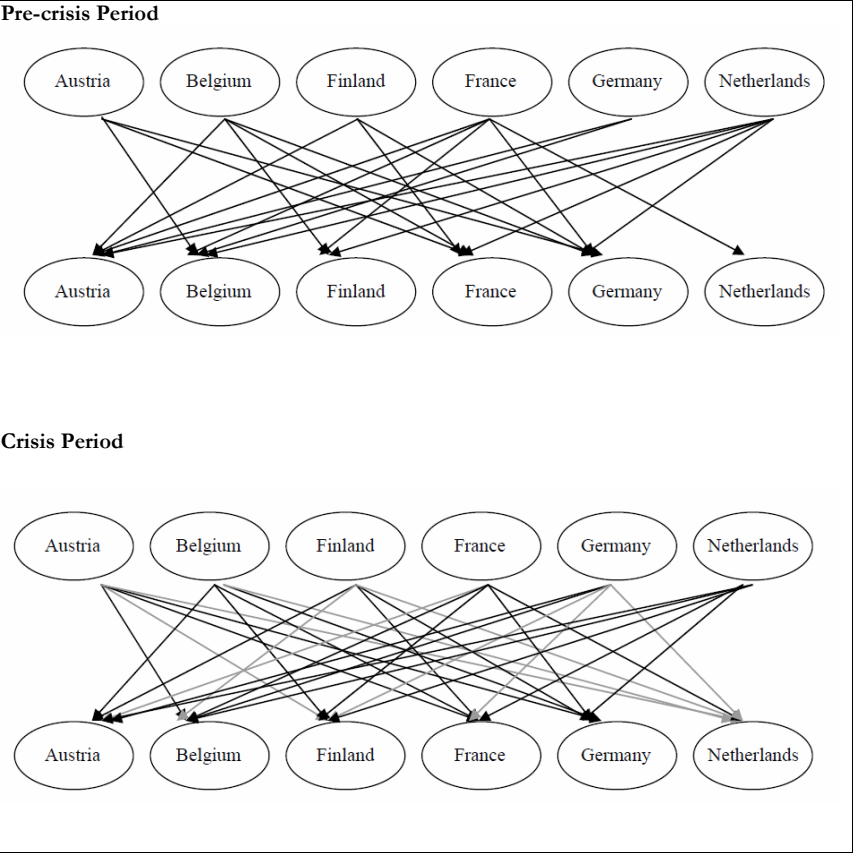 Pre-crisis Period
Austria Belgium Finland France Germany Netherlands
Austria Belgium Finland France Germany Netherlands
Crisis Period
Austria Belgium Finland France Germany Netherlands
Austria Belgium Finland France Germany Netherlands